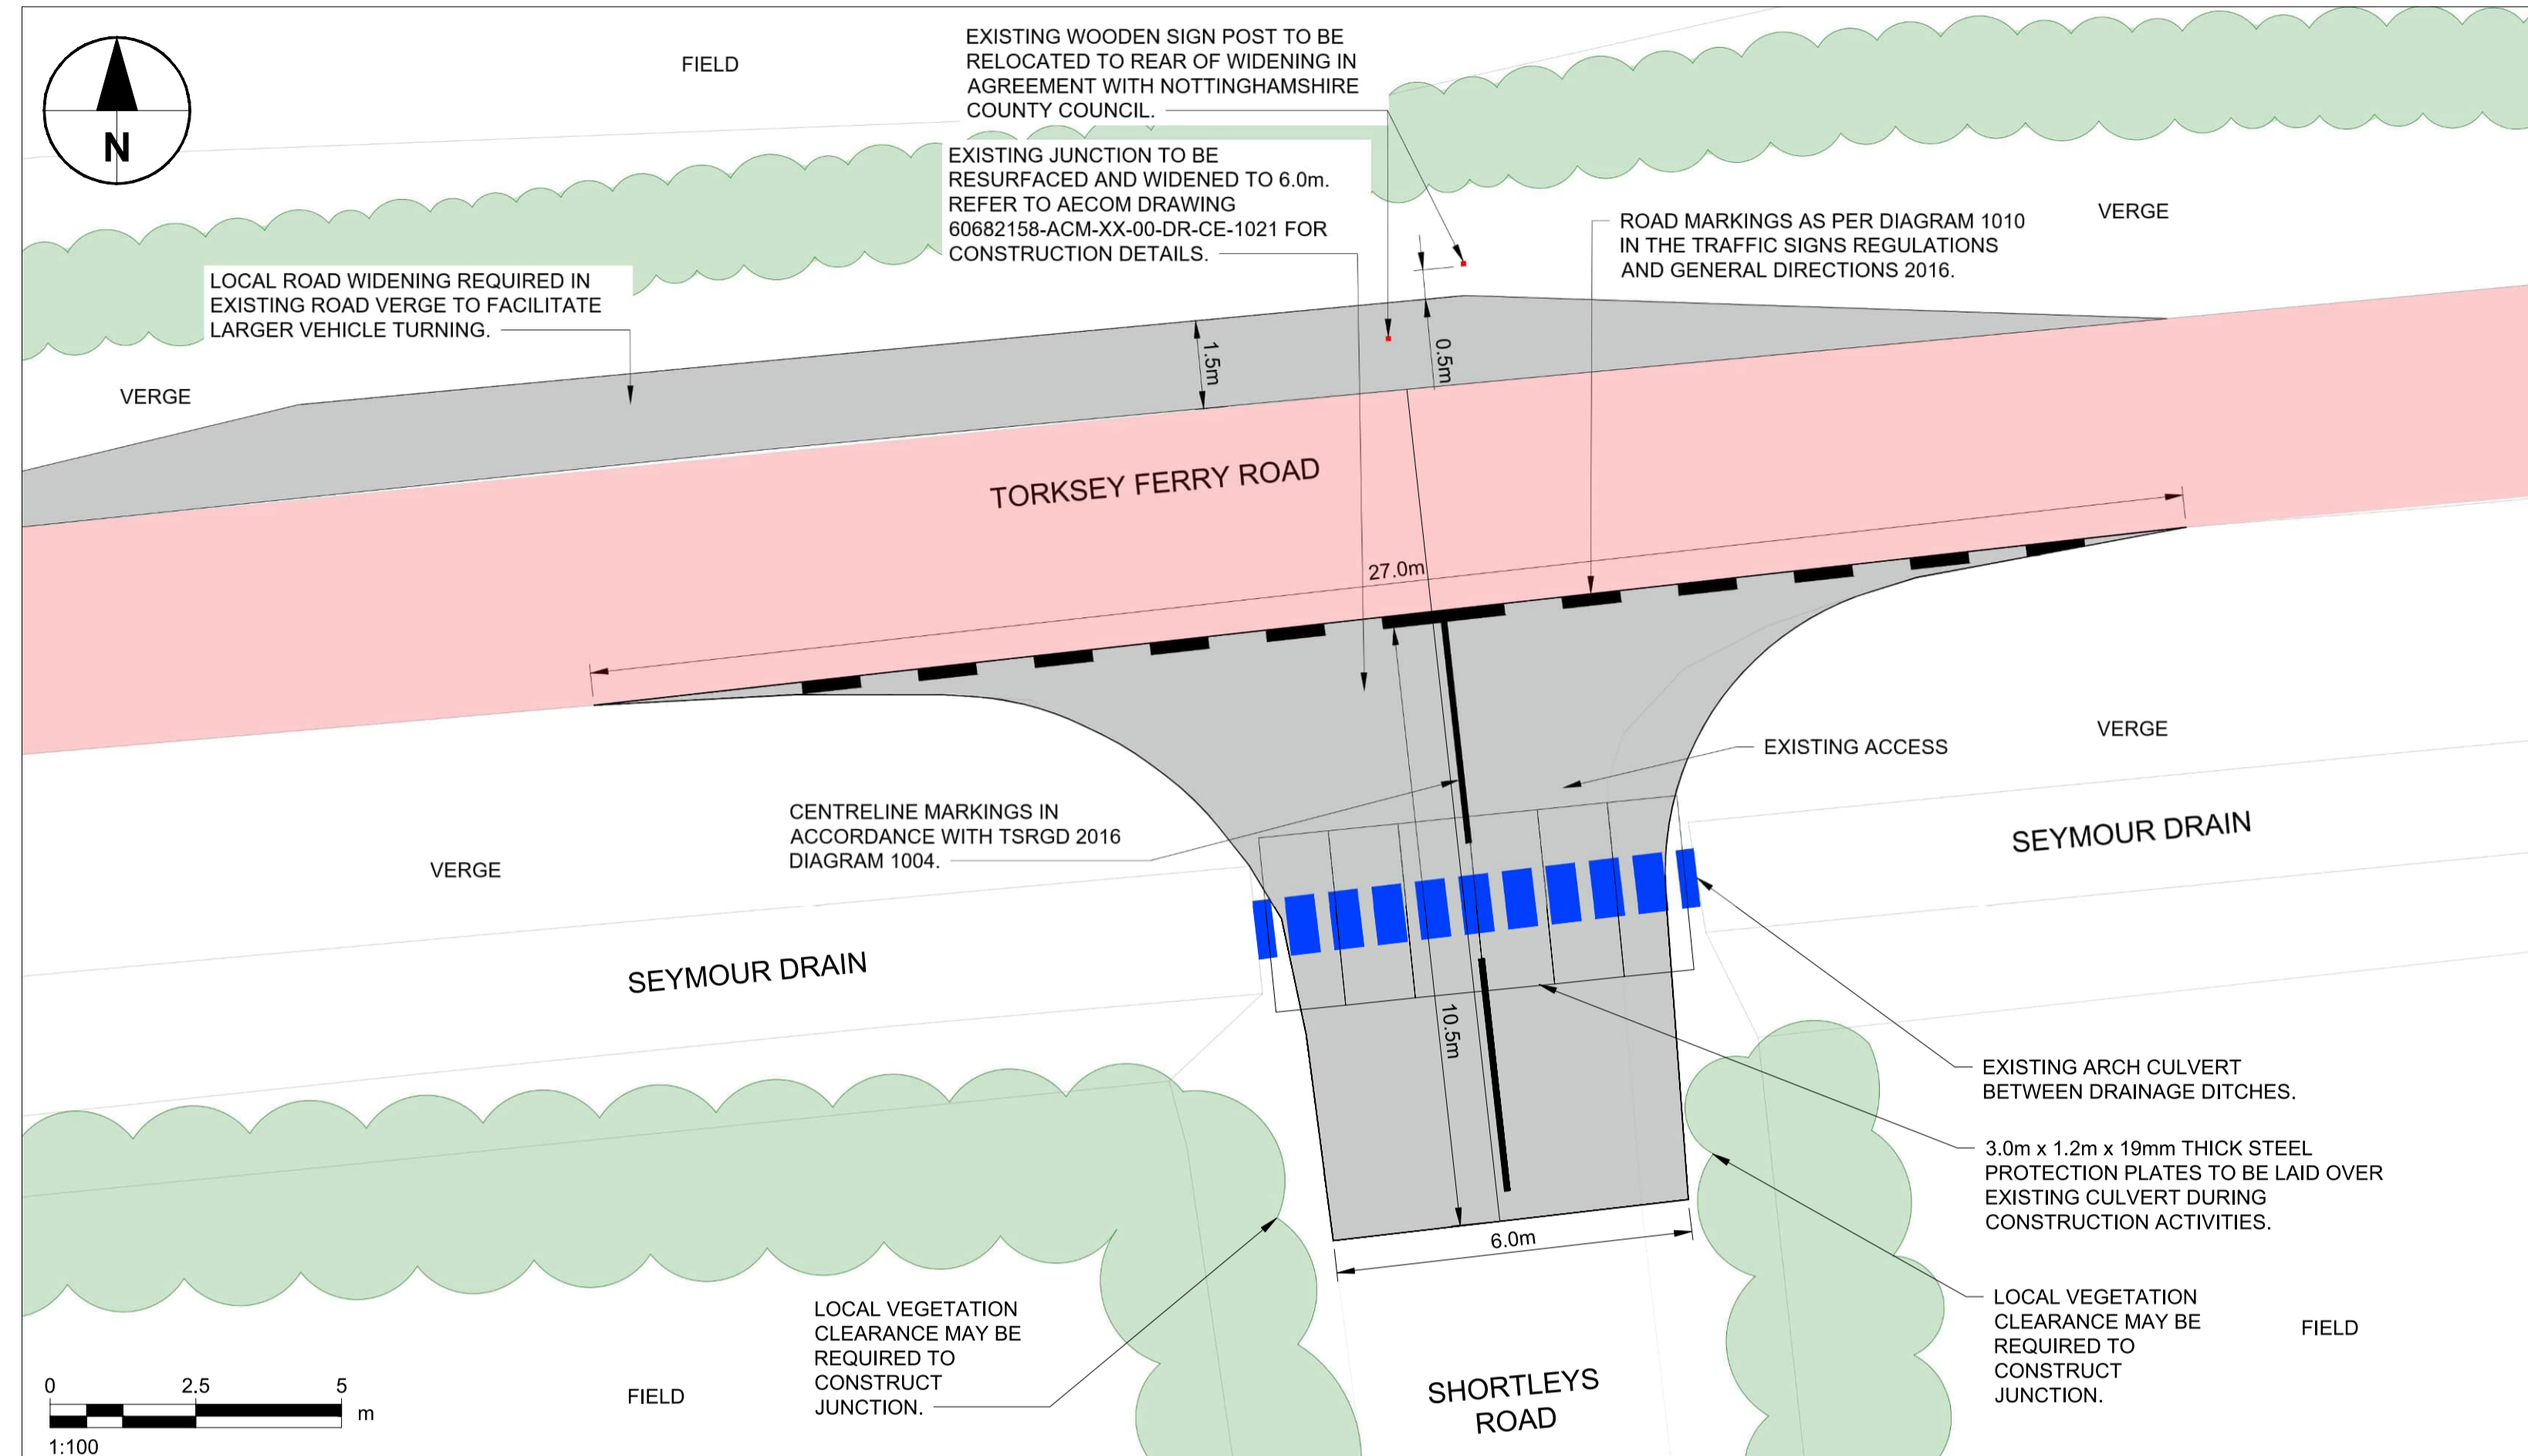 N
FIELD
EXISTING WOODEN SIGN POST TO BE
RELOCATED TO REAR OF WIDENING IN
AGREEMENT WITH NOTTINGHAMSHIRE
COUNTY COUNCIL.
EXISTING JUNCTION TO BE
RESURFACED AND WIDENED TO 6.0m.
REFER TO AECOM DRAWING
60682158-ACM-XX-00-DR-CE-1021 FOR
CONSTRUCTION DETAILS.
ROAD MARKINGS AS PER DIAGRAM 1010
IN THE TRAFFIC SIGNS REGULATIONS
AND GENERAL DIRECTIONS 2016.
VERGE
LOCAL ROAD WIDENING REQUIRED IN
EXISTING ROAD VERGE TO FACILITATE
LARGER VEHICLE TURNING.
VERGE
1.5m
0.5m
TORKSEY FERRY ROAD
27.0m
EXISTING ACCESS
VERGE
CENTRELINE MARKINGS IN
ACCORDANCE WITH TSRGD 2016
DIAGRAM 1004.
VERGE
SEYMOUR DRAIN
SEYMOUR DRAIN
10.5m
EXISTING ARCH CULVERT
BETWEEN DRAINAGE DITCHES.
3.0m x 1.2m x 19mm THICK STEEL
PROTECTION PLATES TO BE LAID OVER
EXISTING CULVERT DURING
CONSTRUCTION ACTIVITIES.
6.0m
LOCAL VEGETATION
CLEARANCE MAY BE
REQUIRED TO
CONSTRUCT
JUNCTION.
LOCAL VEGETATION
CLEARANCE MAY BE
REQUIRED TO
CONSTRUCT
JUNCTION.
FIELD
FIELD
SHORTLEYS
ROAD
0 2.5 5
m
1:100